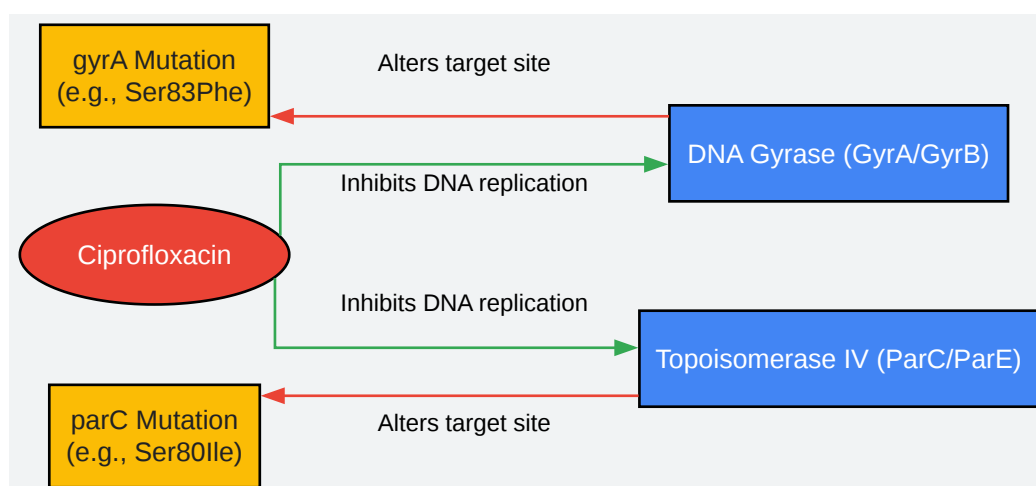 gyrA Mutation
(e.g., Ser83Phe)
Alters target site
DNA Gyrase (GyrA/GyrB)
Inhibits DNA replication
Ciprofloxacin
Inhibits DNA replication
Topoisomerase IV (ParC/ParE)
parC Mutation
(e.g., Ser80Ile)
Alters target site